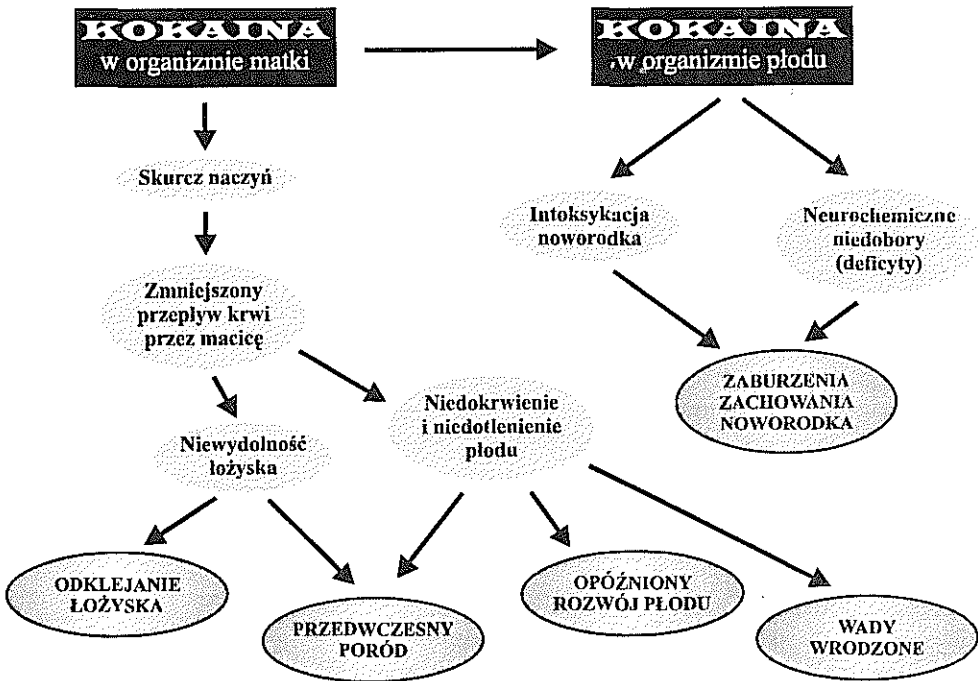 KOKAINA
w organizmie matki
KOKAINA
w organizmie płodu
Skurcz naczyń
Intoksykacja
noworodka
Neurochemiczne
niedobory
(deficyty)
Zmniejszony
przepływ krwi
przez macicę
ZABURZENIA
ZACHOWANIA
NOWORODKA
Niedokrwienie
i niedotlenienie
płodu
Niewydolność
łożyska
ODKLEJANIE
ŁOŻYSKA
PRZEDWCZESNY
PORÓD
OPÓŹNIONY
ROZWÓJ PŁODU
WADY
WRODZONE